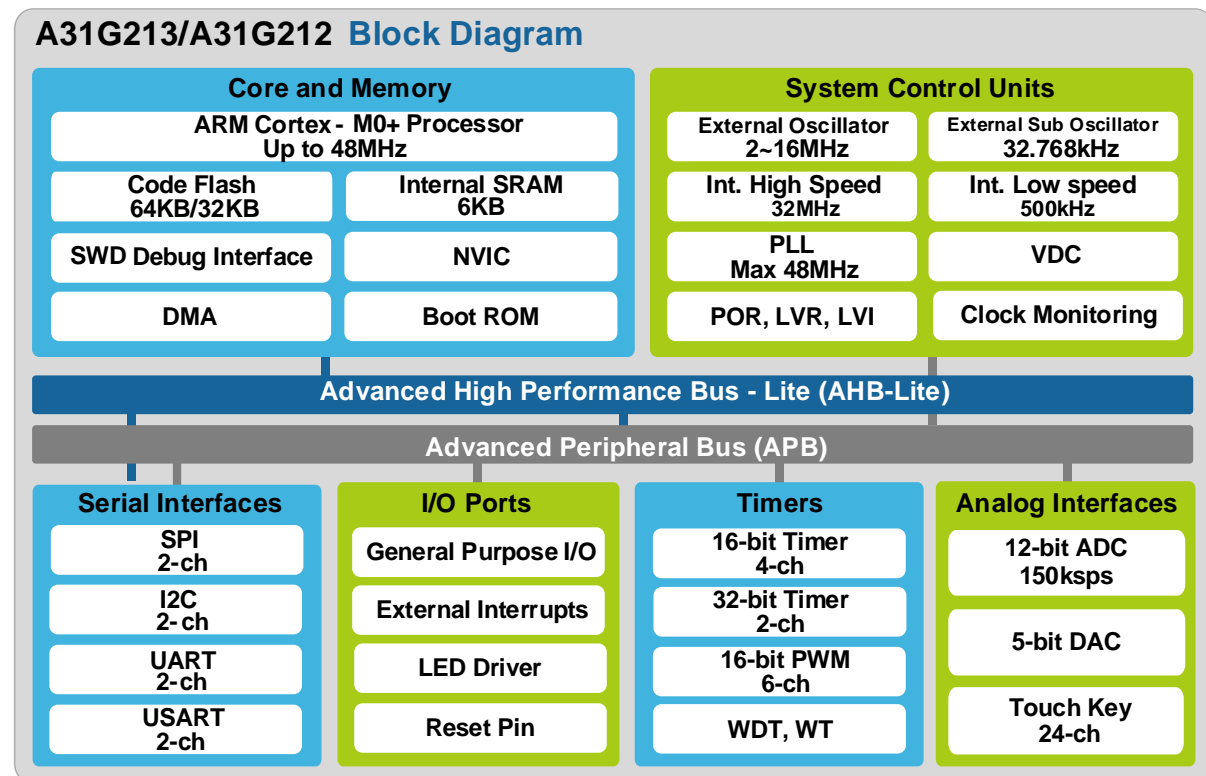 A31G213/A31G212 Block Diagram
Core and Memory
ARM Cortex - M0+ Processor
Up to 48MHz
Code Flash
64KB/32KB
Internal SRAM
6KB
SWD Debug Interface
NVIC
DMA
Boot ROM
System Control Units
External Oscillator
2~16MHz
External Sub Oscillator
32.768kHz
Int. High Speed
32MHz
Int. Low speed
500kHz
PLL
Max 48MHz
VDC
POR, LVR, LVI
Clock Monitoring
Advanced High Performance Bus - Lite (AHB-Lite)
Advanced Peripheral Bus (APB)
Serial Interfaces
SPI
2-ch
I2C
2-ch
UART
2-ch
USART
2-ch
I/O Ports
General Purpose I/O
External Interrupts
LED Driver
Reset Pin
Timers
16-bit Timer
4-ch
32-bit Timer
2-ch
16-bit PWM
6-ch
WDT, WT
Analog Interfaces
12-bit ADC
150ksps
5-bit DAC
Touch Key
24-ch